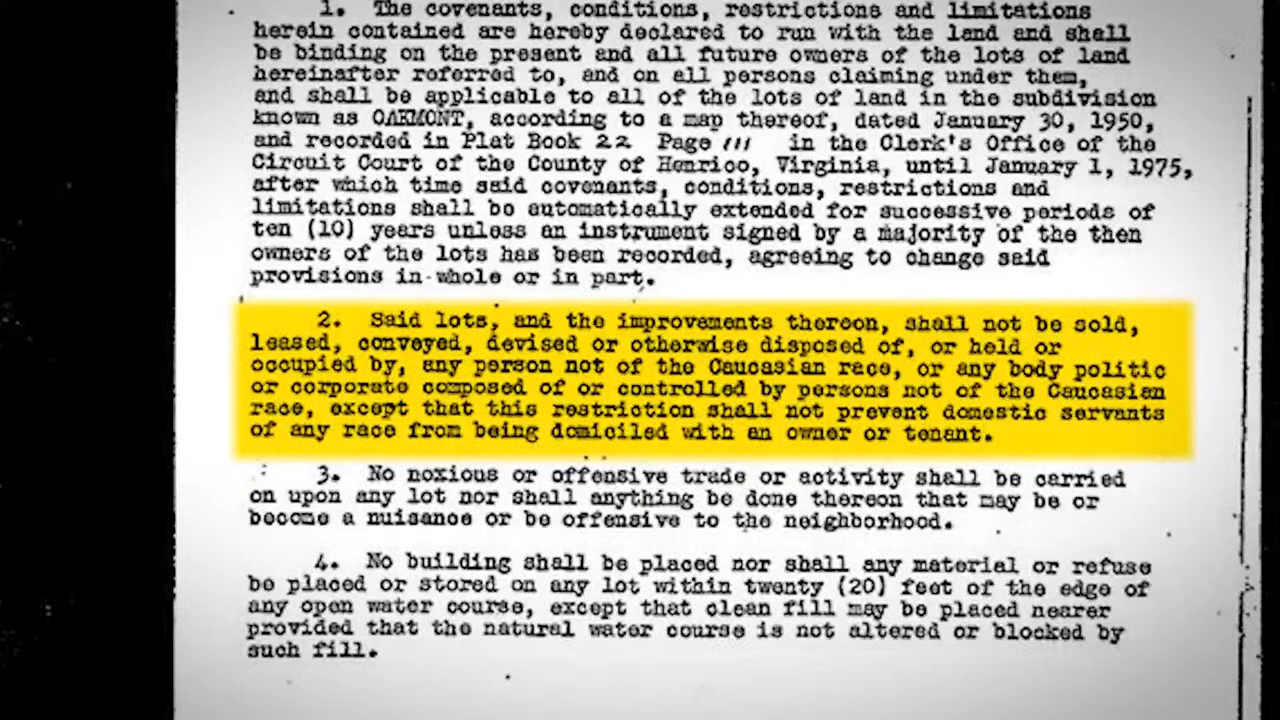 1. The covenants, conditions, restrictions and limitations
herein contained are hereby declared to run with the land and shall
be binding on the present and all future owners of the lots of land
hereinafter referred to, and on all persons claiming under them,
and shall be applicable to all of the lots of land in the subdivision
known as OAKMONT, according to a map thereof, dated January 30, 1950,
and recorded in Plat Book 22 Page 111 in the Clerk's Office of the
Circuit Court of the County of Henrico, Virginia, until January 1, 1975,
after which time said covenants, conditions, restrictions and
limitations shall be automatically extended for successive periods of
ten (10) years unless an instrument signed by a majority of the then
owners of the lots has been recorded, agreeing to change said
provisions in whole or in part.
2. Said lots, and the improvements thereon, shall not be sold,
leased, conveyed, devised or otherwise disposed of, or held or
occupied by, any person not of the Caucasian race, or any body politic
or corporate composed of or controlled by persons not of the Caucasian
race, except that this restriction shall not prevent domestic servants
of any race from being domiciled with an owner or tenant.
3. No noxious or offensive trade or activity shall be carried
on upon any lot nor shall anything be done thereon that may be or
become a nuisance or be offensive to the neighborhood.
4. No building shall be placed nor shall any material or refuse
be placed or stored on any lot within twenty (20) feet of the edge of
any open water course, except that clean fill may be placed nearer
provided that the natural water course is not altered or blocked by
such fill.